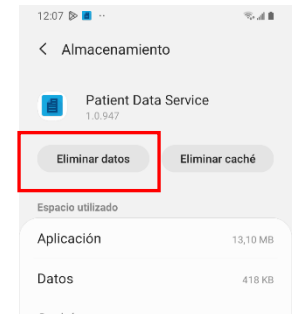 12:07
Almacenamiento
Patient Data Service
1.0.947
Eliminar datos Eliminar caché
Espacio utilizado
Aplicación 13,10 MB
Datos 418 KB